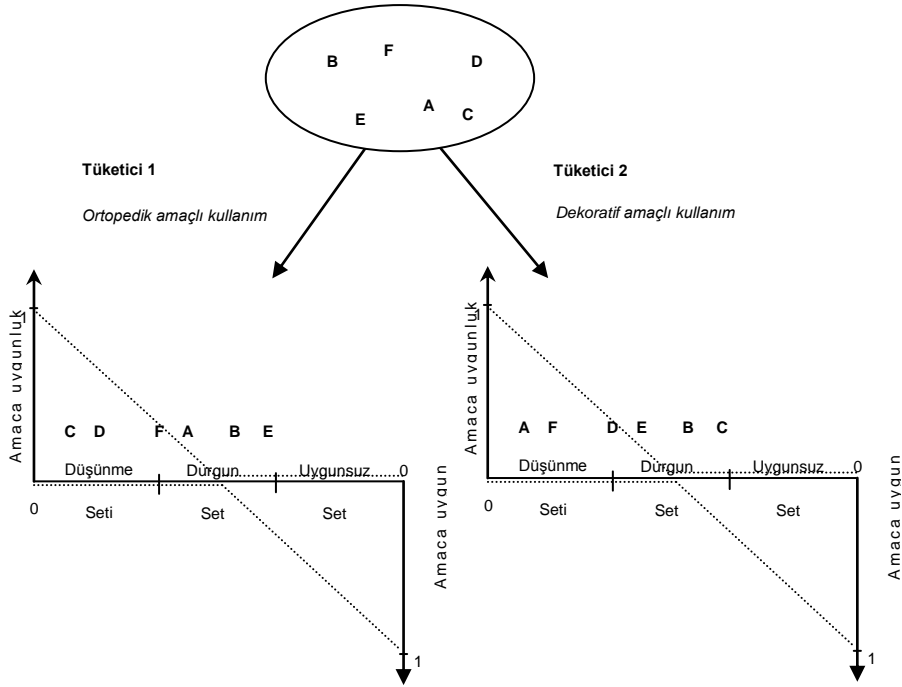 B F D
E A C
Tüketici 1
Ortopedik amaçlı kullanım
Tüketici 2
Dekoratif amaçlı kullanım
Amaca uygunluk
1
C D F A B E
Düşünme Durgun Uygunsuz 0
0 Seti Set Set
Amaca uygun
1
Amaca uygunluk
1
A F D E B C
Düşünme Durgun Uygunsuz 0
0 Seti Set Set
Amaca uygun
1